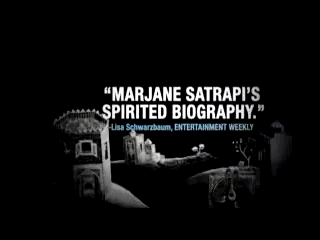 “MARJANE SATRAPI’S
SPIRITED BIOGRAPHY.”
-Lisa Schwarzbaum, ENTERTAINMENT WEEKLY